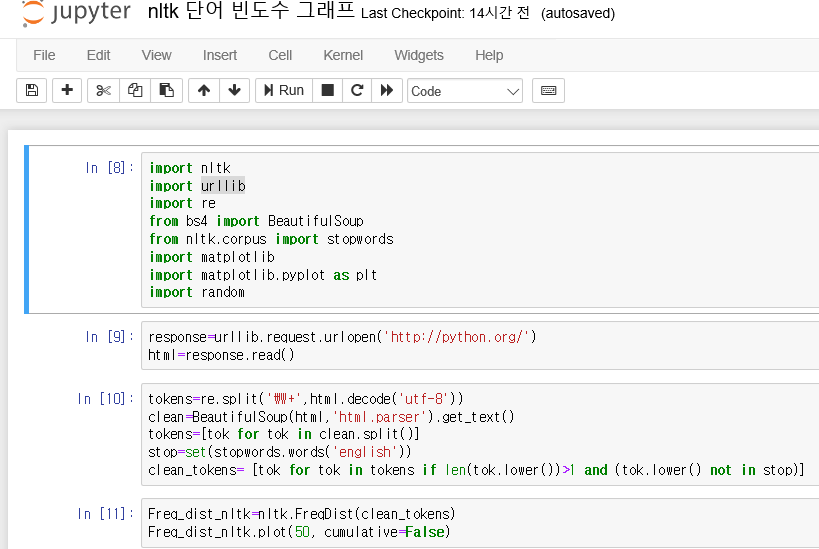 jupyter nltk 단어 빈도수 그래프 Last Checkpoint: 14시간 전 (autosaved)
File Edit View Insert Cell Kernel Widgets Help
Run Code
In [8]: import nltk
import urllib
import re
from bs4 import BeautifulSoup
from nltk.corpus import stopwords
import matplotlib
import matplotlib.pyplot as plt
import random
In [9]: response=urllib.request.urlopen('http://python.org/')
html=response.read()
In [10]: tokens=re.split('₩W+',html.decode('utf-8'))
clean=BeautifulSoup(html,'html.parser').get_text()
tokens=[tok for tok in clean.split()]
stop=set(stopwords.words('english'))
clean_tokens= [tok for tok in tokens if len(tok.lower())>1 and (tok.lower() not in stop)]
In [11]: Freq_dist_nltk=nltk.FreqDist(clean_tokens)
Freq_dist_nltk.plot(50, cumulative=False)